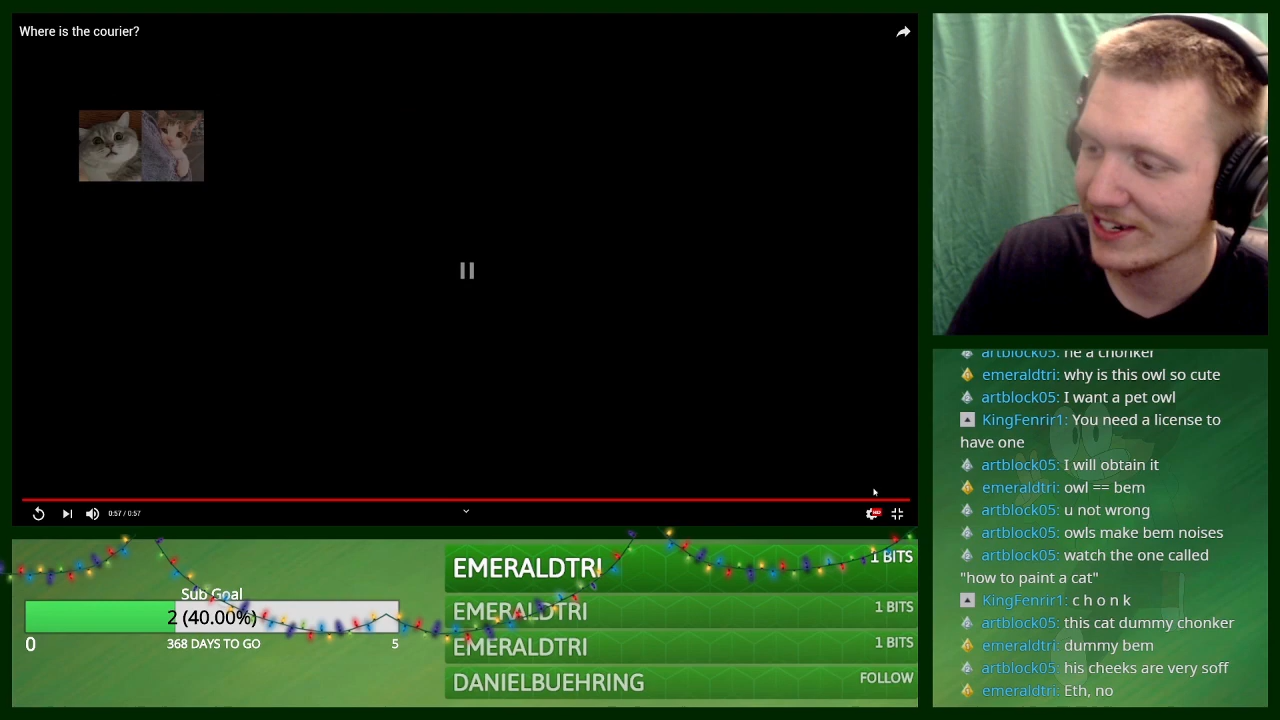 Where is the courier?
0:57 / 0:57
HD
Sub Goal
2 (40.00%)
0
368 DAYS TO GO
5
EMERALDTRI
1 BITS
EMERALDTRI
1 BITS
EMERALDTRI
1 BITS
DANIELBUEHRING
FOLLOW
artblock05: he a chonker
emeraldtri: why is this owl so cute
artblock05: I want a pet owl
KingFenrir1: You need a license to
have one
artblock05: I will obtain it
emeraldtri: owl == bem
artblock05: u not wrong
artblock05: owls make bem noises
artblock05: watch the one called
"how to paint a cat"
KingFenrir1: c h o n k
artblock05: this cat dummy chonker
emeraldtri: dummy bem
artblock05: his cheeks are very soff
emeraldtri: Eth, no